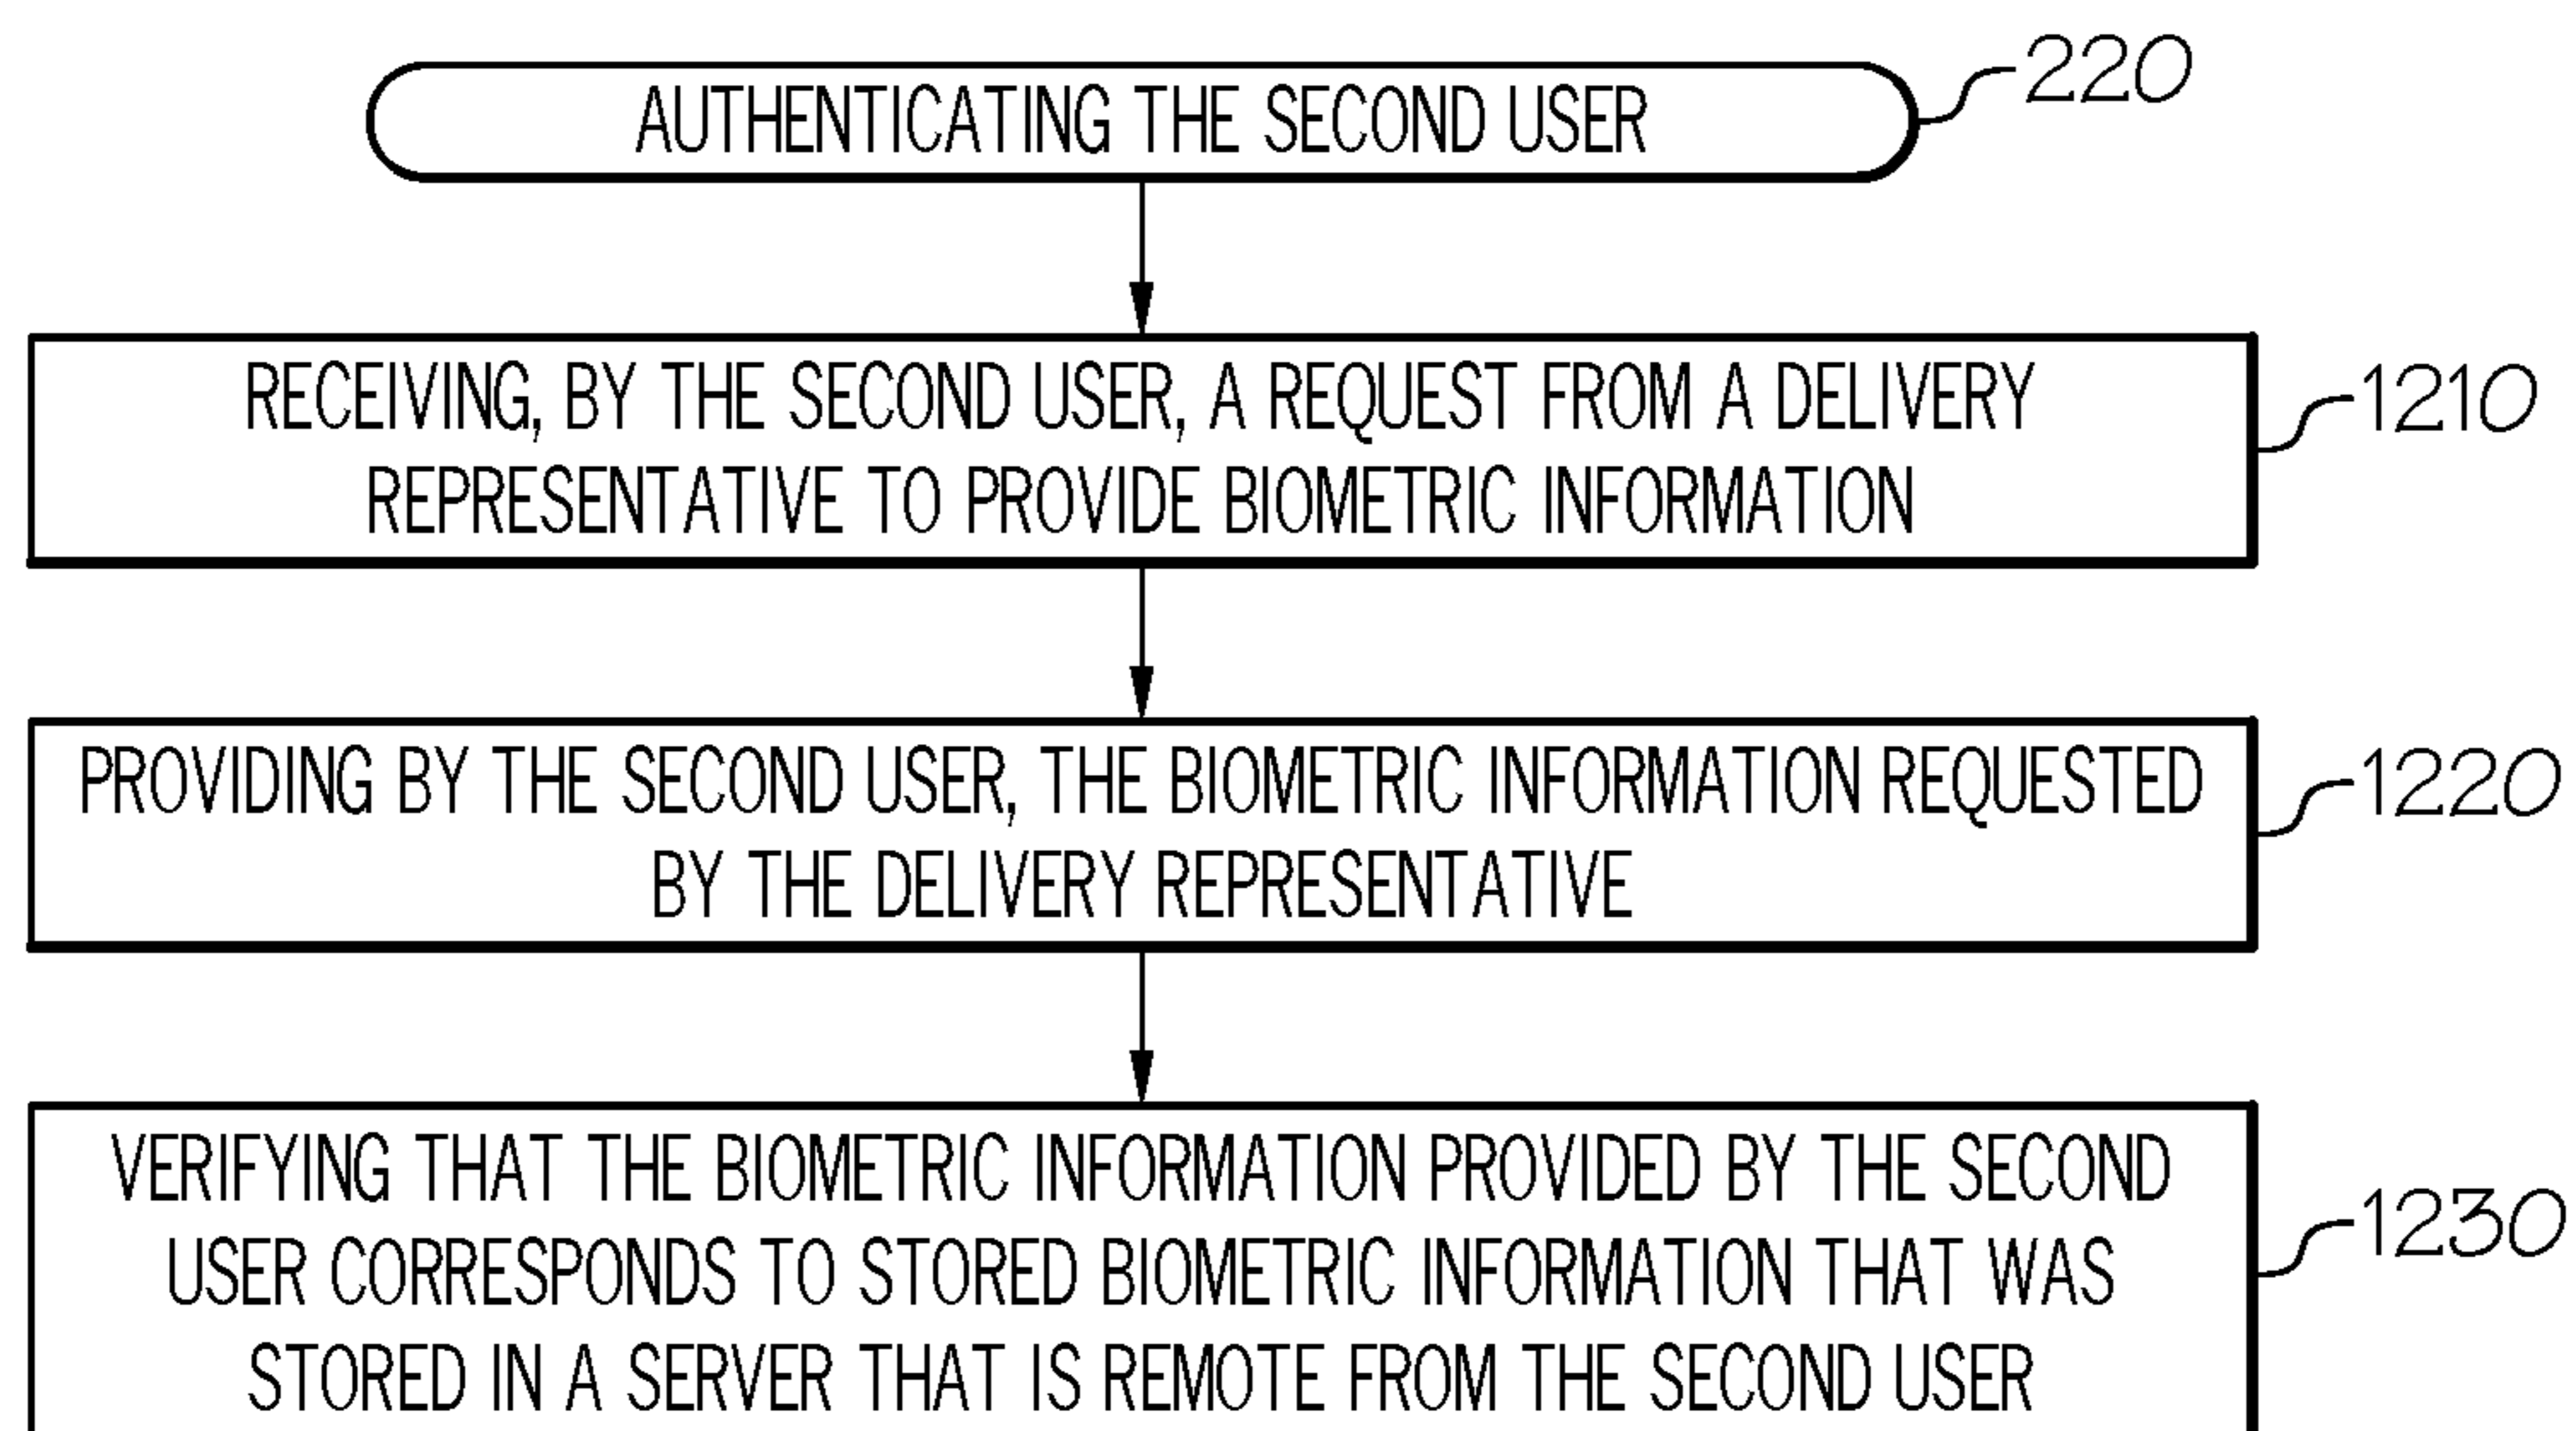 AUTHENTICATING THE SECOND USER
220
RECEIVING, BY THE SECOND USER, A REQUEST FROM A DELIVERY
REPRESENTATIVE TO PROVIDE BIOMETRIC INFORMATION
1210
PROVIDING BY THE SECOND USER, THE BIOMETRIC INFORMATION REQUESTED
BY THE DELIVERY REPRESENTATIVE
1220
VERIFYING THAT THE BIOMETRIC INFORMATION PROVIDED BY THE SECOND
USER CORRESPONDS TO STORED BIOMETRIC INFORMATION THAT WAS
STORED IN A SERVER THAT IS REMOTE FROM THE SECOND USER
1230